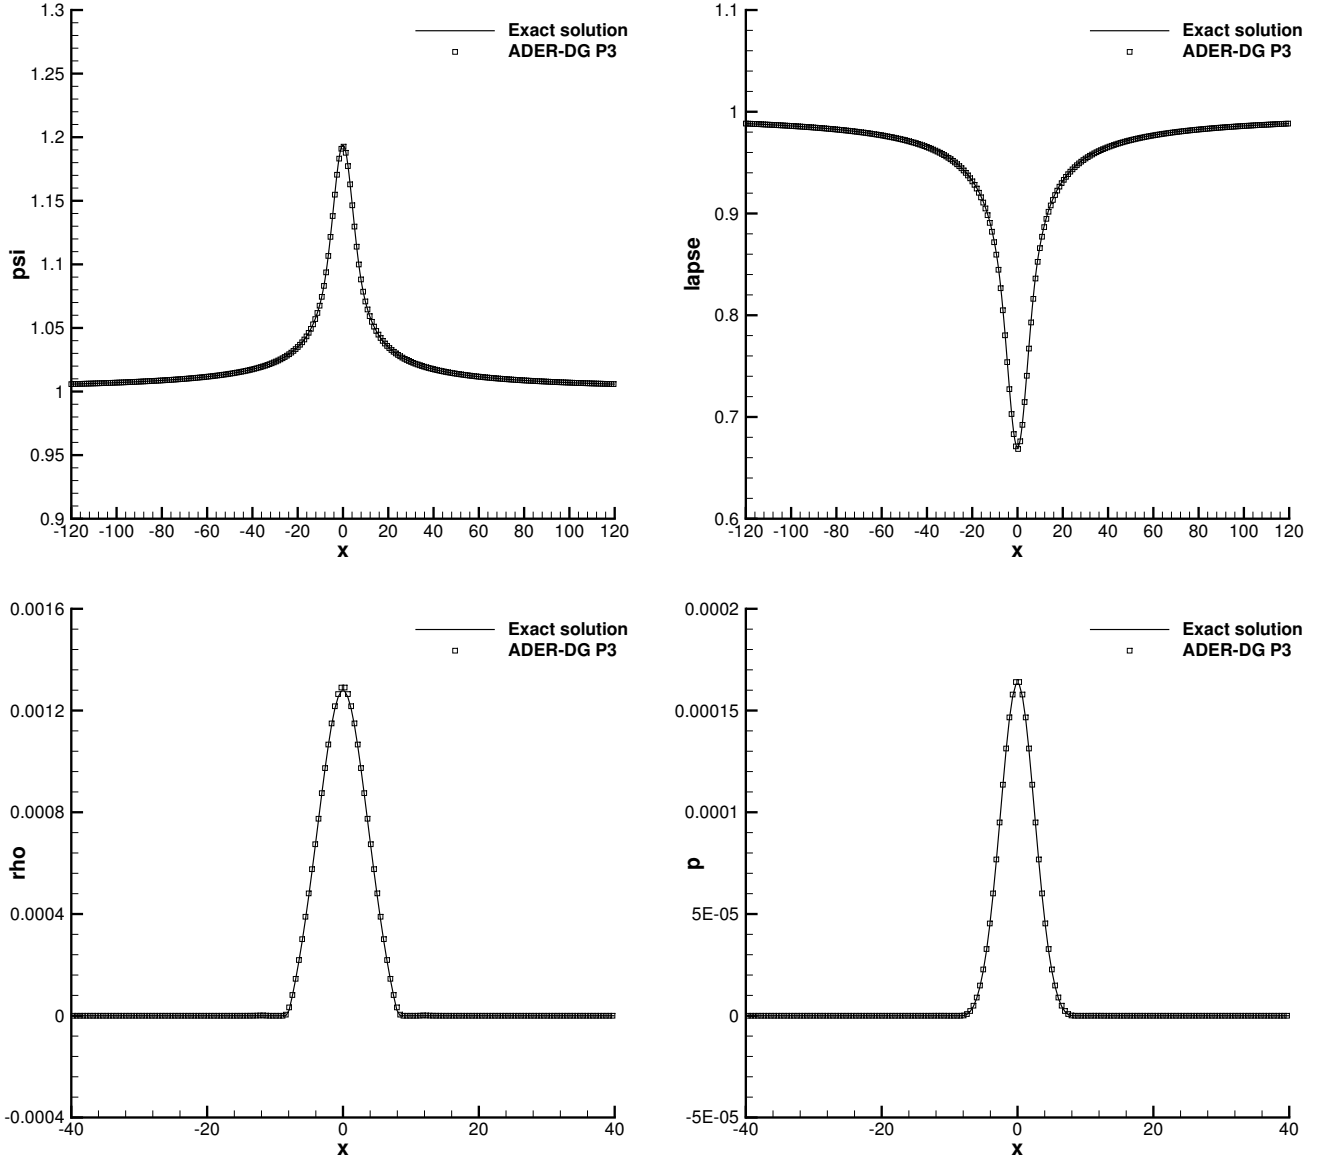 1.3
1.25
1.2
1.15
1.1
1.05
1
0.95
0.9
psi
-120 -100 -80 -60 -40 -20 0 20 40 60 80 100 120
x
Exact solution
ADER-DG P3
1.1
1
0.9
0.8
0.7
0.6
lapse
-120 -100 -80 -60 -40 -20 0 20 40 60 80 100 120
x
Exact solution
ADER-DG P3
0.0016
0.0012
0.0008
0.0004
0
-0.0004
rho
-40 -20 0 20 40
x
Exact solution
ADER-DG P3
0.0002
0.00015
0.0001
5E-05
0
-5E-05
p
-40 -20 0 20 40
x
Exact solution
ADER-DG P3